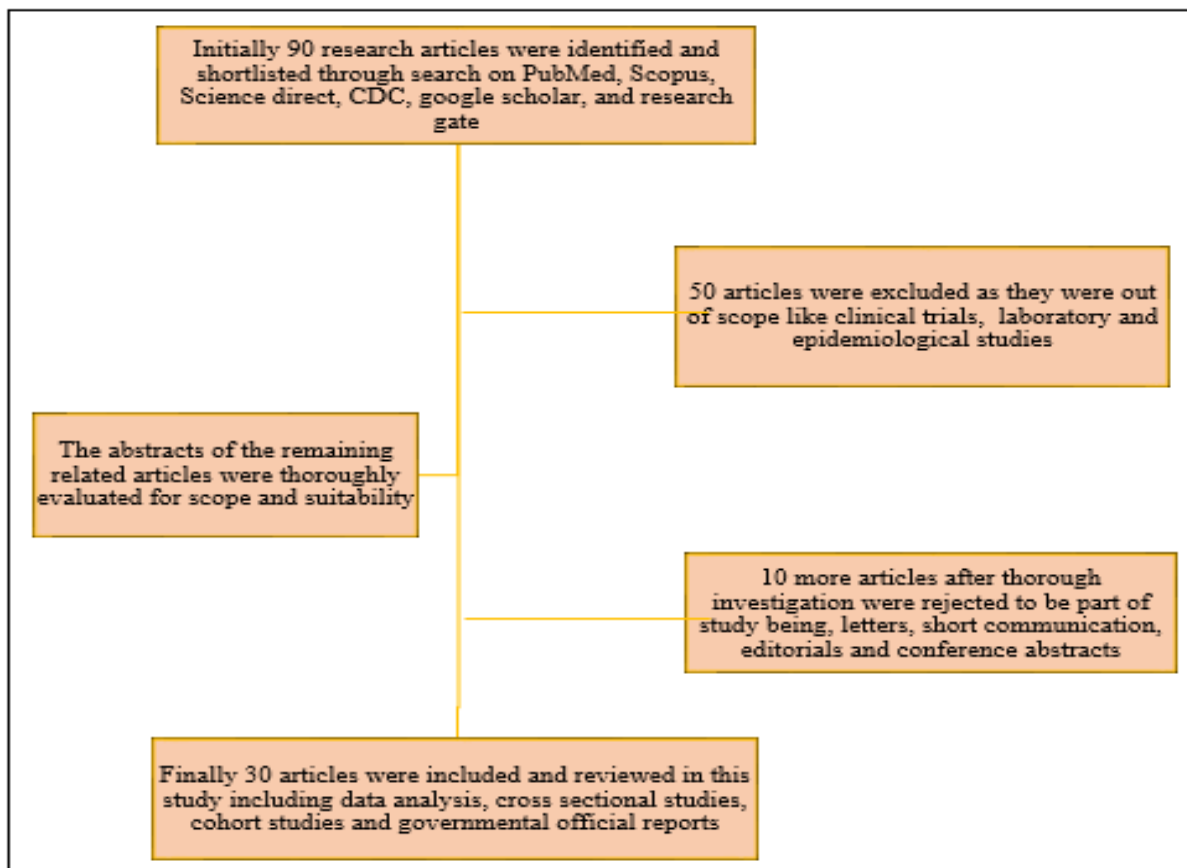 Initially 90 research articles were identified and
shortlisted through search on PubMed, Scopus,
Science direct, CDC, google scholar, and research
gate
50 articles were excluded as they were out
of scope like clinical trials, laboratory and
epidemiological studies
The abstracts of the remaining
related articles were thoroughly
evaluated for scope and suitability
10 more articles after thorough
investigation were rejected to be part of
study being, letters, short communication,
editorials and conference abstracts
Finally 30 articles were included and reviewed in this
study including data analysis, cross sectional studies,
cohort studies and governmental official reports